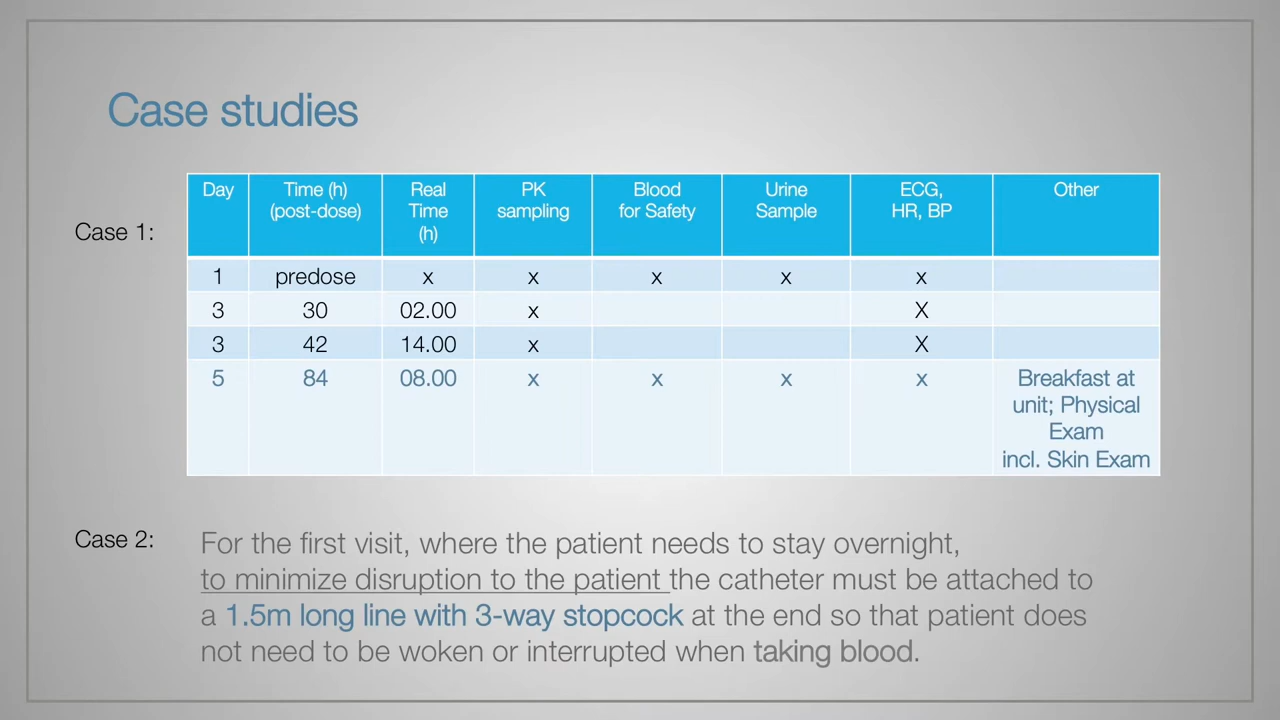 Case studies
Case 1:
Day Time (h) (post-dose) Real Time (h) PK sampling Blood for Safety Urine Sample ECG, HR, BP Other
1 predose x x x x x
3 30 02.00 x X
3 42 14.00 x X
5 84 08.00 x x x x Breakfast at
unit; Physical
Exam
incl. Skin Exam
Case 2:
For the first visit, where the patient needs to stay overnight,
to minimize disruption to the patient the catheter must be attached to
a 1.5m long line with 3-way stopcock at the end so that patient does
not need to be woken or interrupted when taking blood.